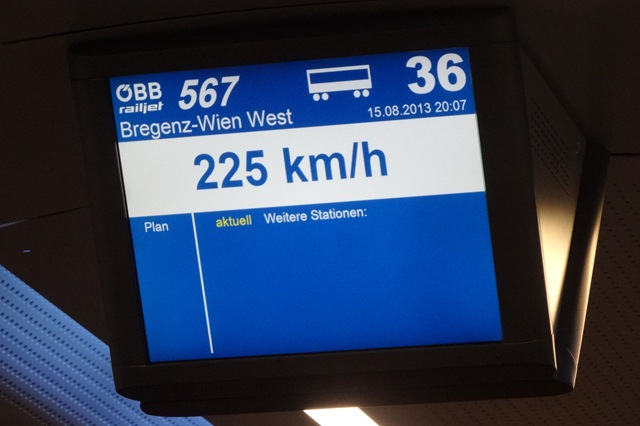 ÖBB railjet 567 36
15.08.2013 20:07
Bregenz-Wien West
225 km/h
Plan aktuell Weitere Stationen: